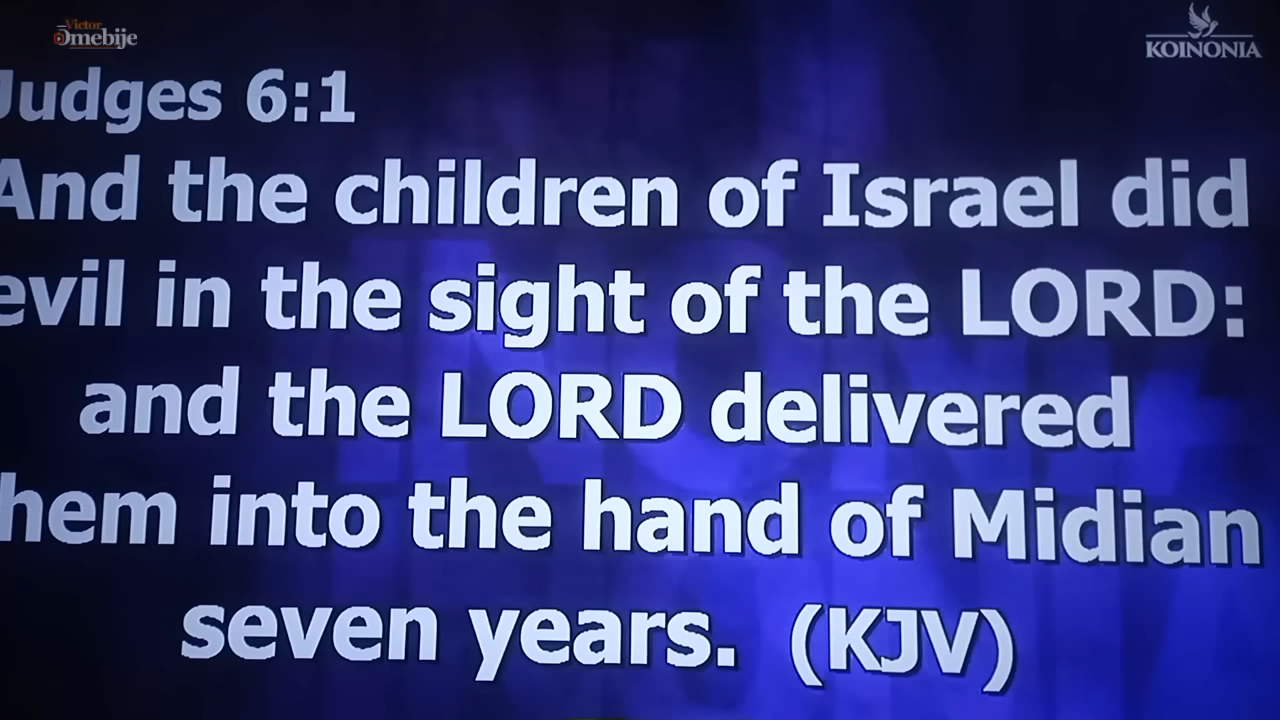 Victor
Omebije
KOINONIA
Judges 6:1
And the children of Israel did
evil in the sight of the LORD:
and the LORD delivered
hem into the hand of Midian
seven years. (KJV)